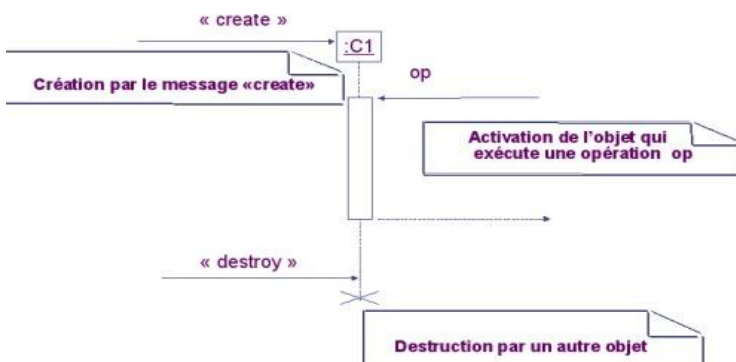 « create »
:C1
Création par le message «create»
op
Activation de l'objet qui
exécute une opération op
« destroy »
Destruction par un autre objet